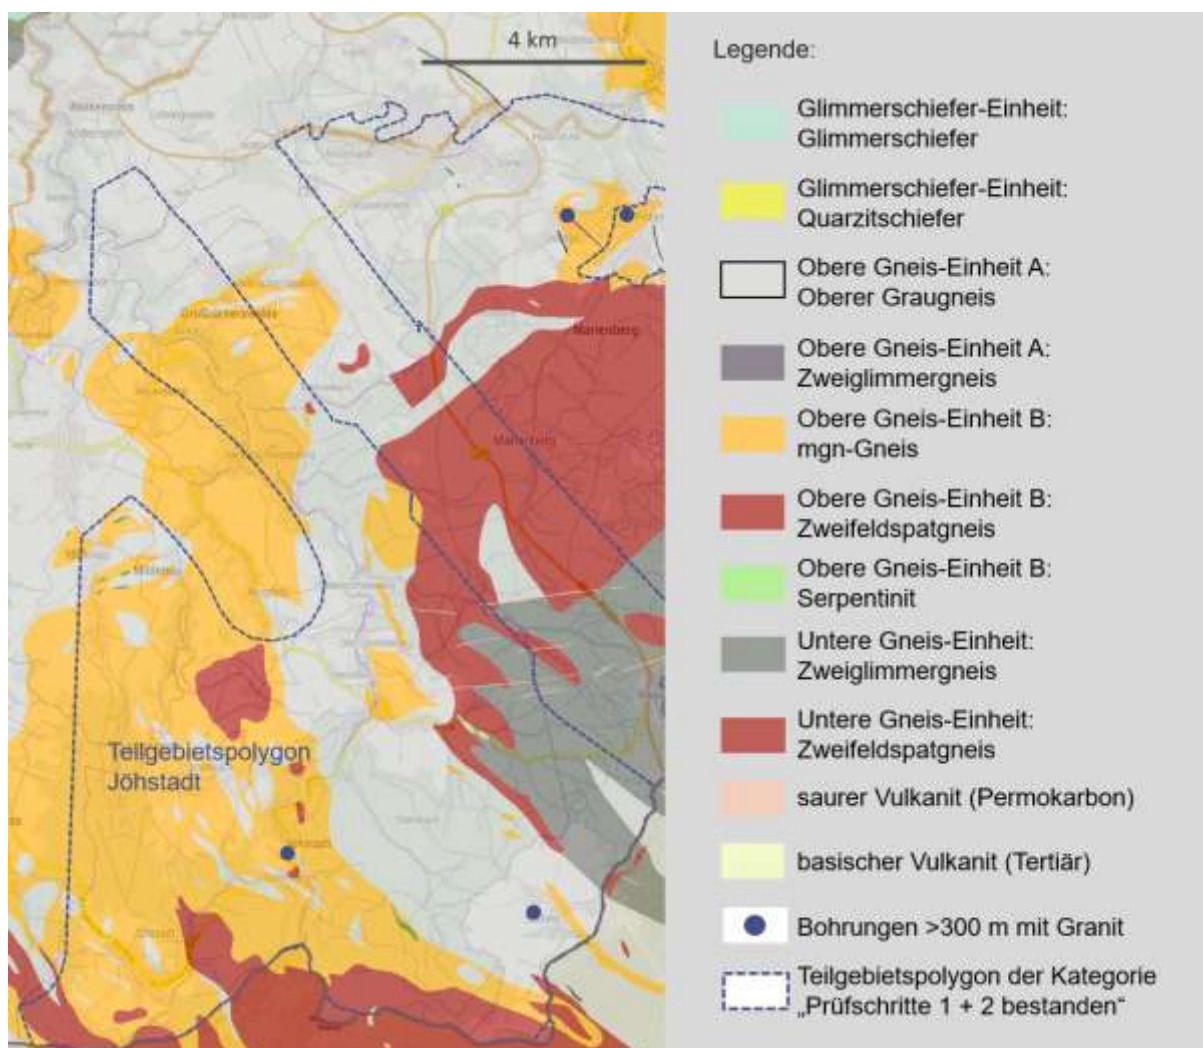 4 km
Marienberg
Teilgebietspolygon
Jöhstadt
Legende:
Glimmerschiefer-Einheit:
Glimmerschiefer
Glimmerschiefer-Einheit:
Quarzitschiefer
Obere Gneis-Einheit A:
Oberer Graugneis
Obere Gneis-Einheit A:
Zweiglimmergneis
Obere Gneis-Einheit B:
mgn-Gneis
Obere Gneis-Einheit B:
Zweifeldspatgneis
Obere Gneis-Einheit B:
Serpentinit
Untere Gneis-Einheit:
Zweiglimmergneis
Untere Gneis-Einheit:
Zweifeldspatgneis
saurer Vulkanit (Permokarbon)
basischer Vulkanit (Tertiär)
Bohrungen >300 m mit Granit
Teilgebietspolygon der Kategorie
„Prüfschritte 1 + 2 bestanden“